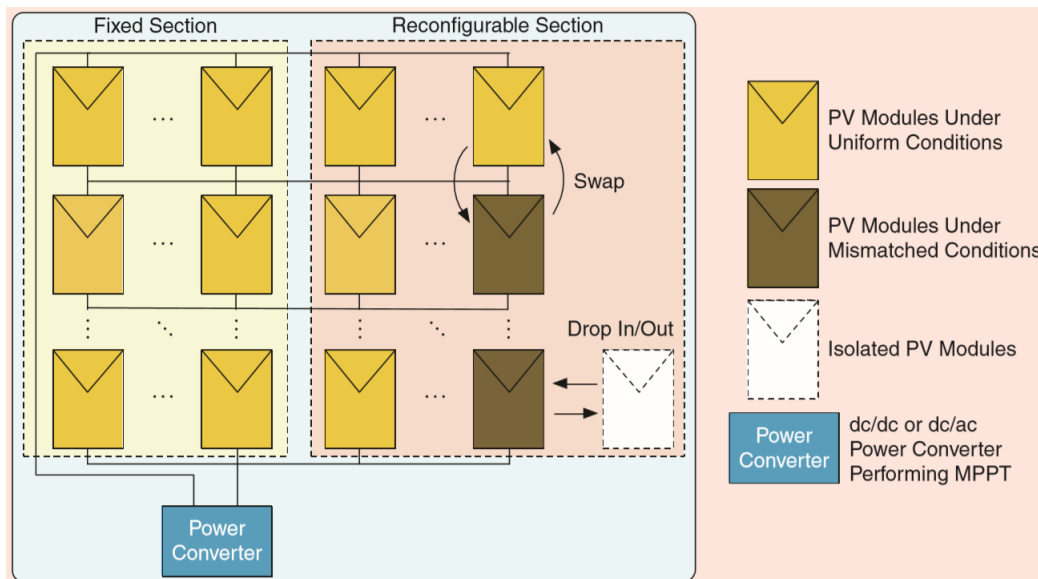 Fixed Section
Reconfigurable Section
...
...
Swap
...
...
Drop In/Out
...
...
Power
Converter
PV Modules Under
Uniform Conditions
PV Modules Under
Mismatched Conditions
Isolated PV Modules
Power
Converter
dc/dc or dc/ac
Power Converter
Performing MPPT